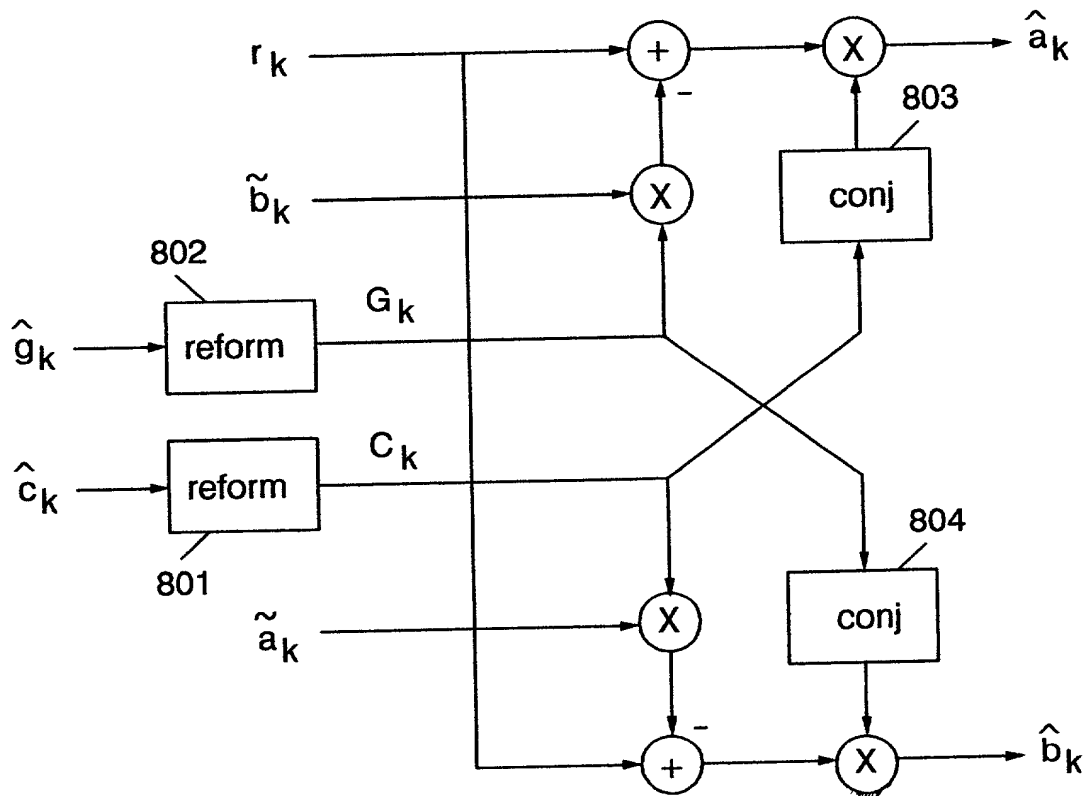 r_k
+
-
X
â_k
803
conj
b̃_k
X
802
G_k
ĝ_k
reform
C_k
ĉ_k
reform
801
804
conj
ã_k
X
-
+
X
b̂_k